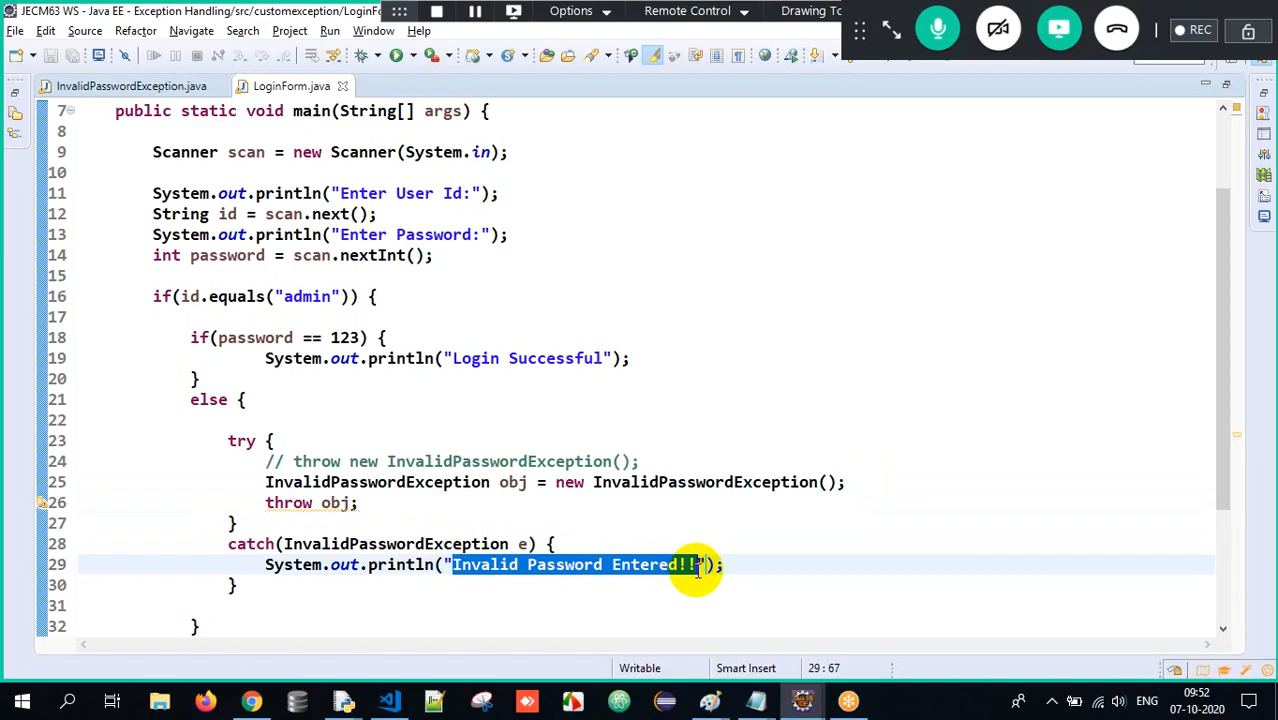 JECM63 WS - Java EE - Exception Handling/src/customexception/LoginFo
Options
Remote Control
Drawing To
REC
File Edit Source Refactor Navigate Search Project Run Window Help
InvalidPasswordException.java
LoginForm.java
7 public static void main(String[] args) {
8
9 Scanner scan = new Scanner(System.in);
10
11 System.out.println("Enter User Id:");
12 String id = scan.next();
13 System.out.println("Enter Password:");
14 int password = scan.nextInt();
15
16 if(id.equals("admin")) {
17
18 if(password == 123) {
19 System.out.println("Login Successful");
20 }
21 else {
22
23 try {
24 // throw new InvalidPasswordException();
25 InvalidPasswordException obj = new InvalidPasswordException();
26 throw obj;
27 }
28 catch(InvalidPasswordException e) {
29 System.out.println("Invalid Password Entered!!");
30 }
31
32 }
Writable
Smart Insert
29 : 67
ENG
09:52
07-10-2020